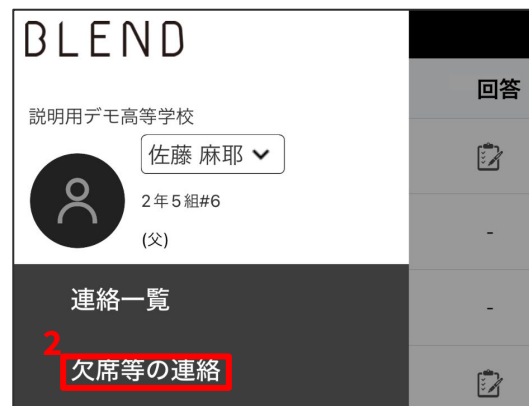 BLEND
説明用デモ高等学校
佐藤 麻耶
2年5組#6
(父)
連絡一覧
2
欠席等の連絡
回答
-
-